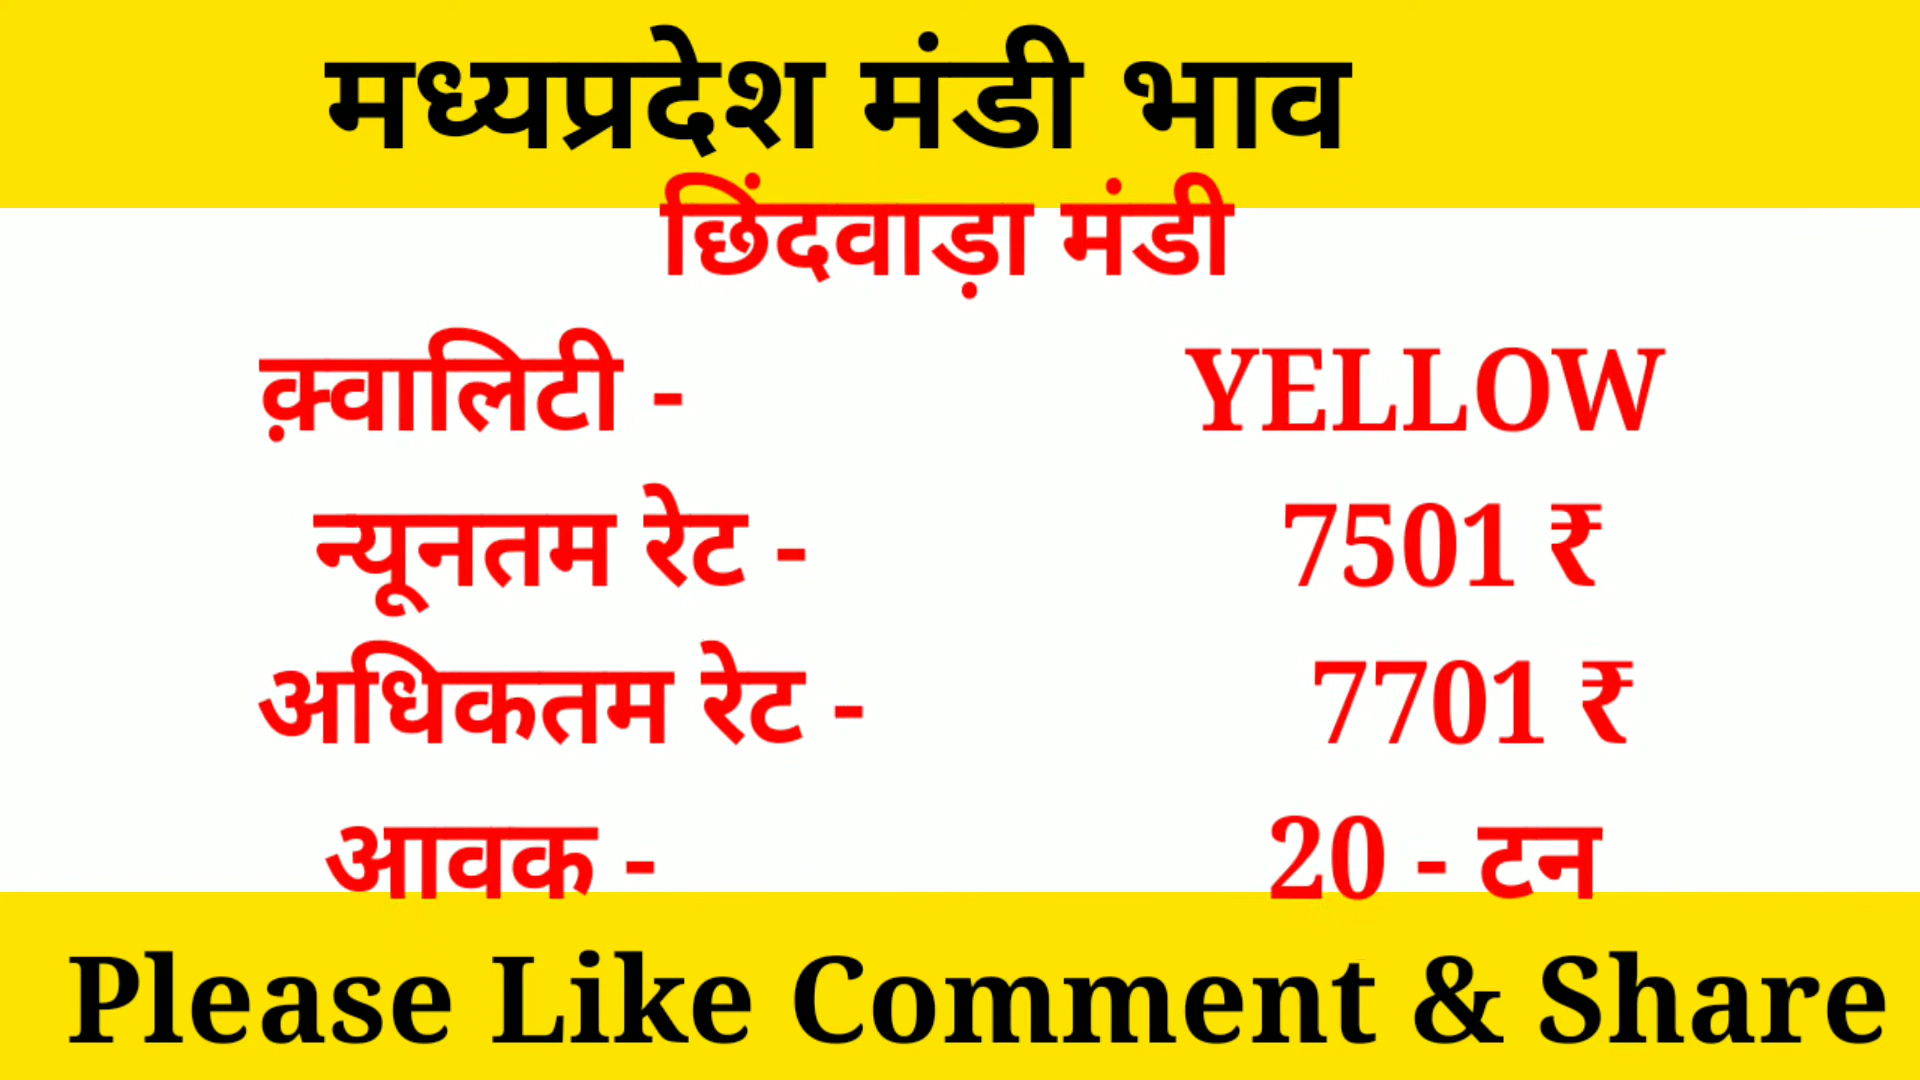 मध्यप्रदेश मंडी भाव
छिंदवाड़ा मंडी
क़्वालिटी - YELLOW
न्यूनतम रेट - 7501 ₹
अधिकतम रेट - 7701 ₹
आवक - 20 - टन
Please Like Comment & Share